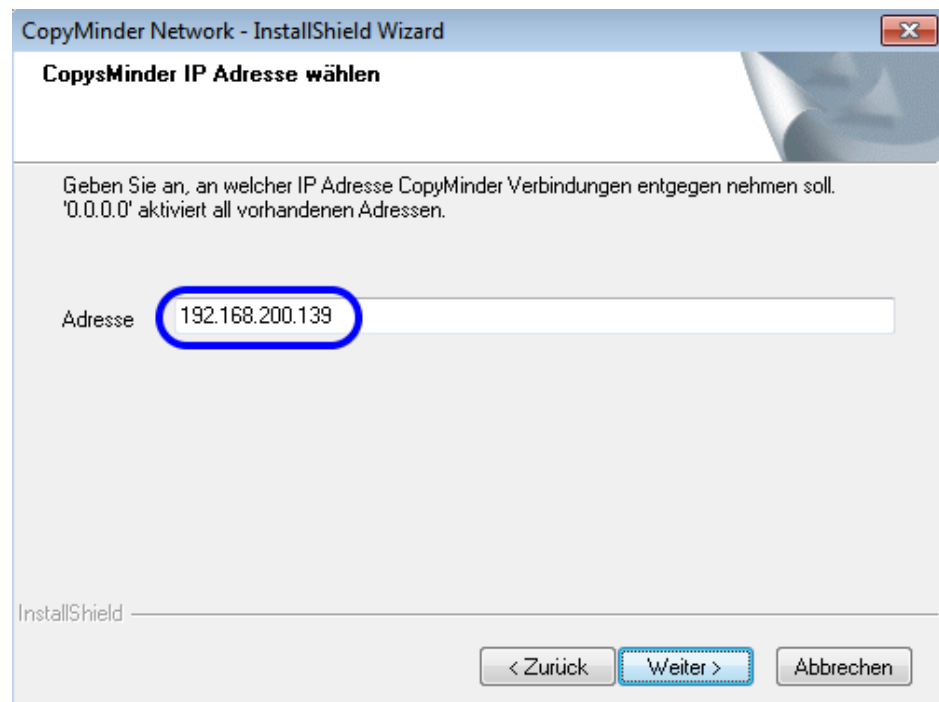 CopyMinder Network - InstallShield Wizard
CopysMinder IP Adresse wählen
Geben Sie an, an welcher IP Adresse CopyMinder Verbindungen entgegen nehmen soll.
'0.0.0.0' aktiviert all vorhandenen Adressen.
Adresse 192.168.200.139
InstallShield
< Zurück Weiter > Abbrechen